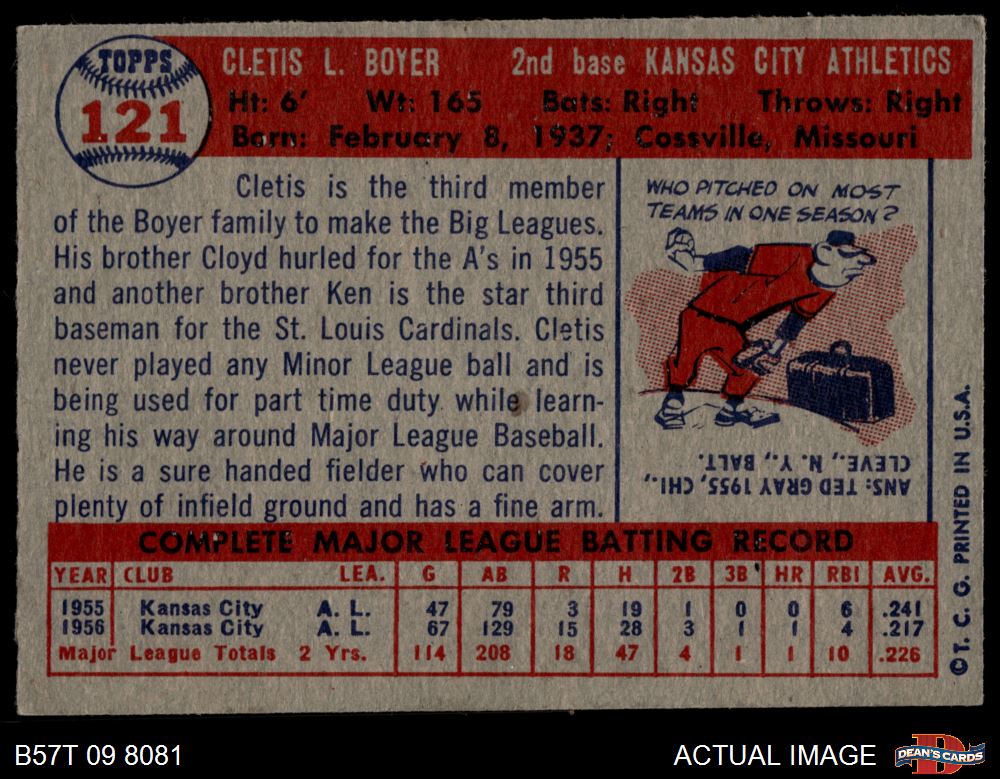 TOPPS
121
CLETIS L. BOYER 2nd base KANSAS CITY ATHLETICS
Ht: 6' Wt: 165 Bats: Right Throws: Right
Born: February 8, 1937; Cossville, Missouri
Cletis is the third member
of the Boyer family to make the Big Leagues.
His brother Cloyd hurled for the A's in 1955
and another brother Ken is the star third
baseman for the St. Louis Cardinals. Cletis
never played any Minor League ball and is
being used for part time duty while learn-
ing his way around Major League Baseball.
He is a sure handed fielder who can cover
plenty of infield ground and has a fine arm.
WHO PITCHED ON MOST
TEAMS IN ONE SEASON?
ANS: TED GRAY 1955, CHI.,
CLEVE., N. Y., BALT.
COMPLETE MAJOR LEAGUE BATTING RECORD
YEAR CLUB LEA. G AB R H 2B 3B HR RBI AVG.
1955 Kansas City A. L. 47 79 3 19 1 0 0 6 .241
1956 Kansas City A. L. 67 129 15 28 3 1 1 4 .217
Major League Totals 2 Yrs. 114 208 18 47 4 1 1 10 .226
© T. C. G. PRINTED IN U.S.A.
B57T 09 8081 ACTUAL IMAGE DEAN'S CARDS